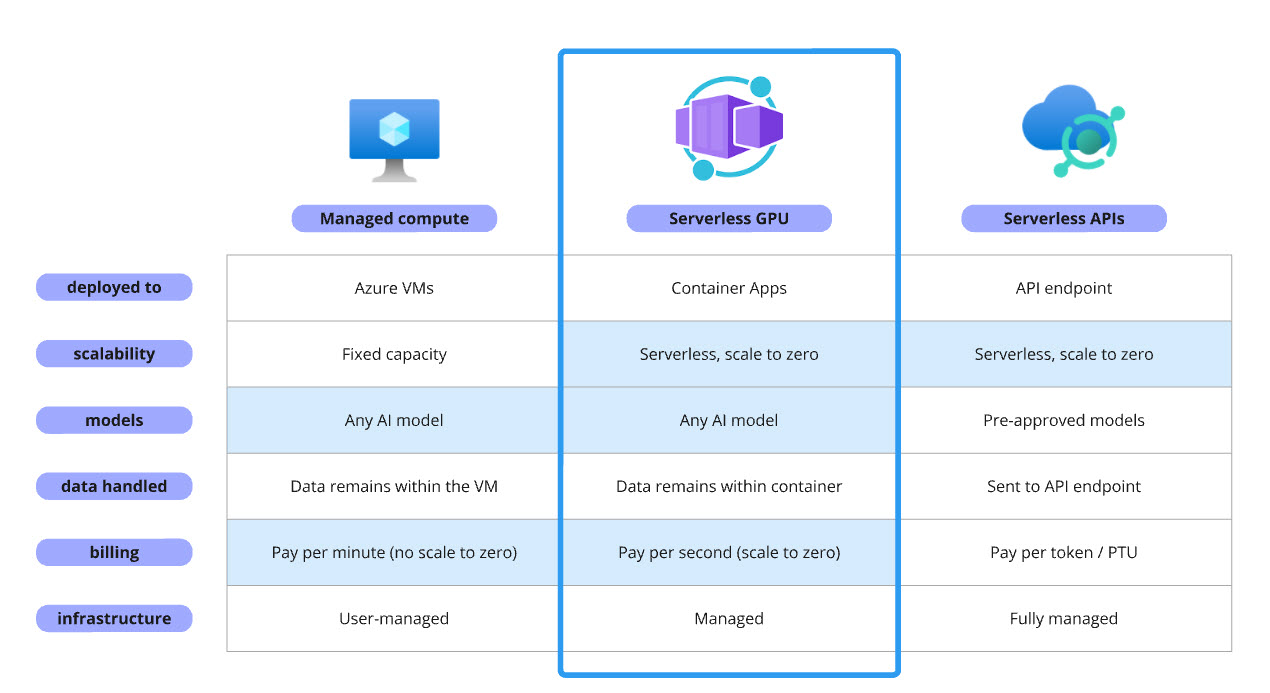 Managed compute
Serverless GPU
Serverless APIs
deployed to
Azure VMs
Container Apps
API endpoint
scalability
Fixed capacity
Serverless, scale to zero
Serverless, scale to zero
models
Any AI model
Any AI model
Pre-approved models
data handled
Data remains within the VM
Data remains within container
Sent to API endpoint
billing
Pay per minute (no scale to zero)
Pay per second (scale to zero)
Pay per token / PTU
infrastructure
User-managed
Managed
Fully managed